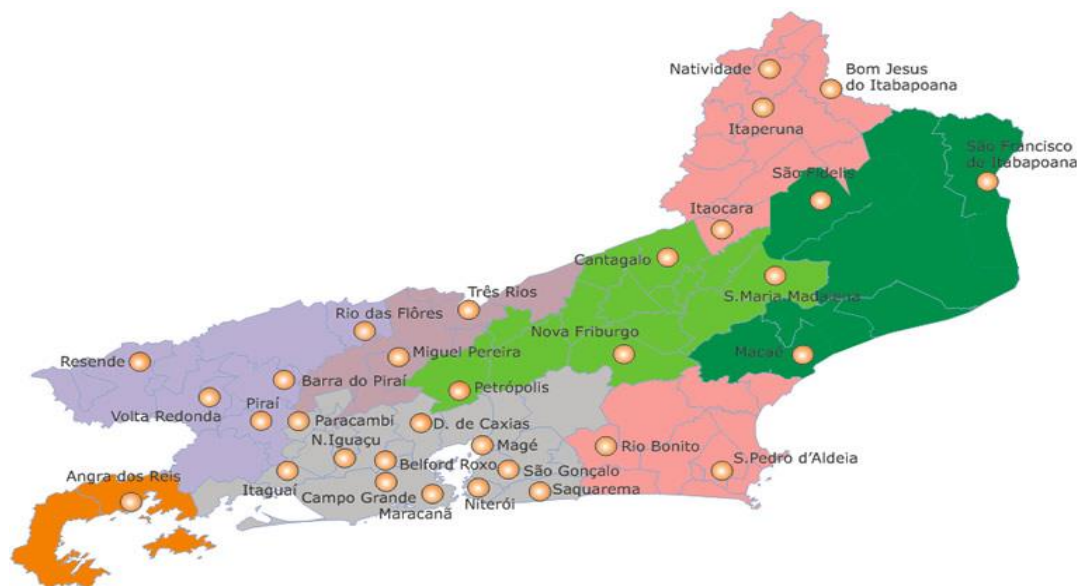 Natividade
Bom Jesus
do Itabapoana
Itaperuna
São Francisco
de Itabapoana
São Fidelis
Itaocara
Cantagalo
S.Maria Madalena
Três Rios
Rio das Flôres
Nova Friburgo
Resende
Miguel Pereira
Macaé
Barra do Piraí
Petrópolis
Volta Redonda
Piraí
Paracambi
D. de Caxias
N.Iguaçu
Magé
Rio Bonito
Belford Roxo
São Gonçalo
S.Pedro d'Aldeia
Angra dos Reis
Itaguaí
Campo Grande
Niterói
Saquarema
Maracanã